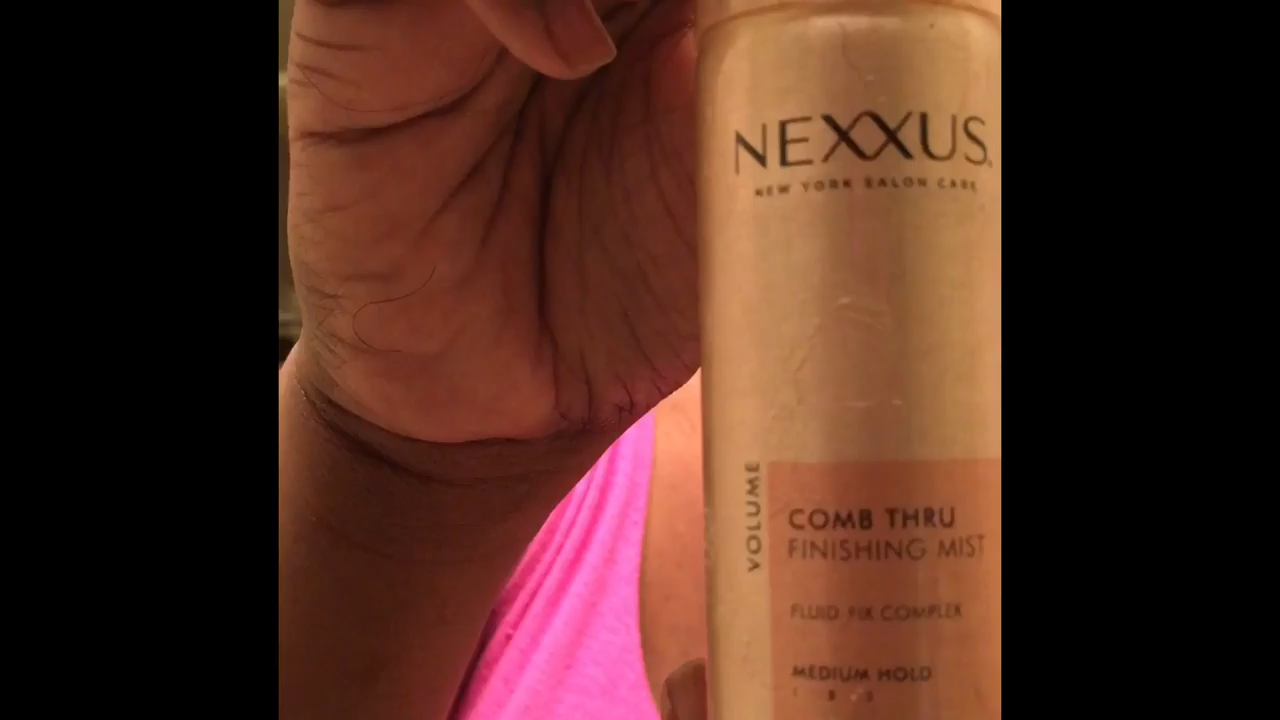 NEXXUS
NEW YORK SALON CARE
VOLUME
COMB THRU
FINISHING MIST
FLUID FIX COMPLEX
MEDIUM HOLD